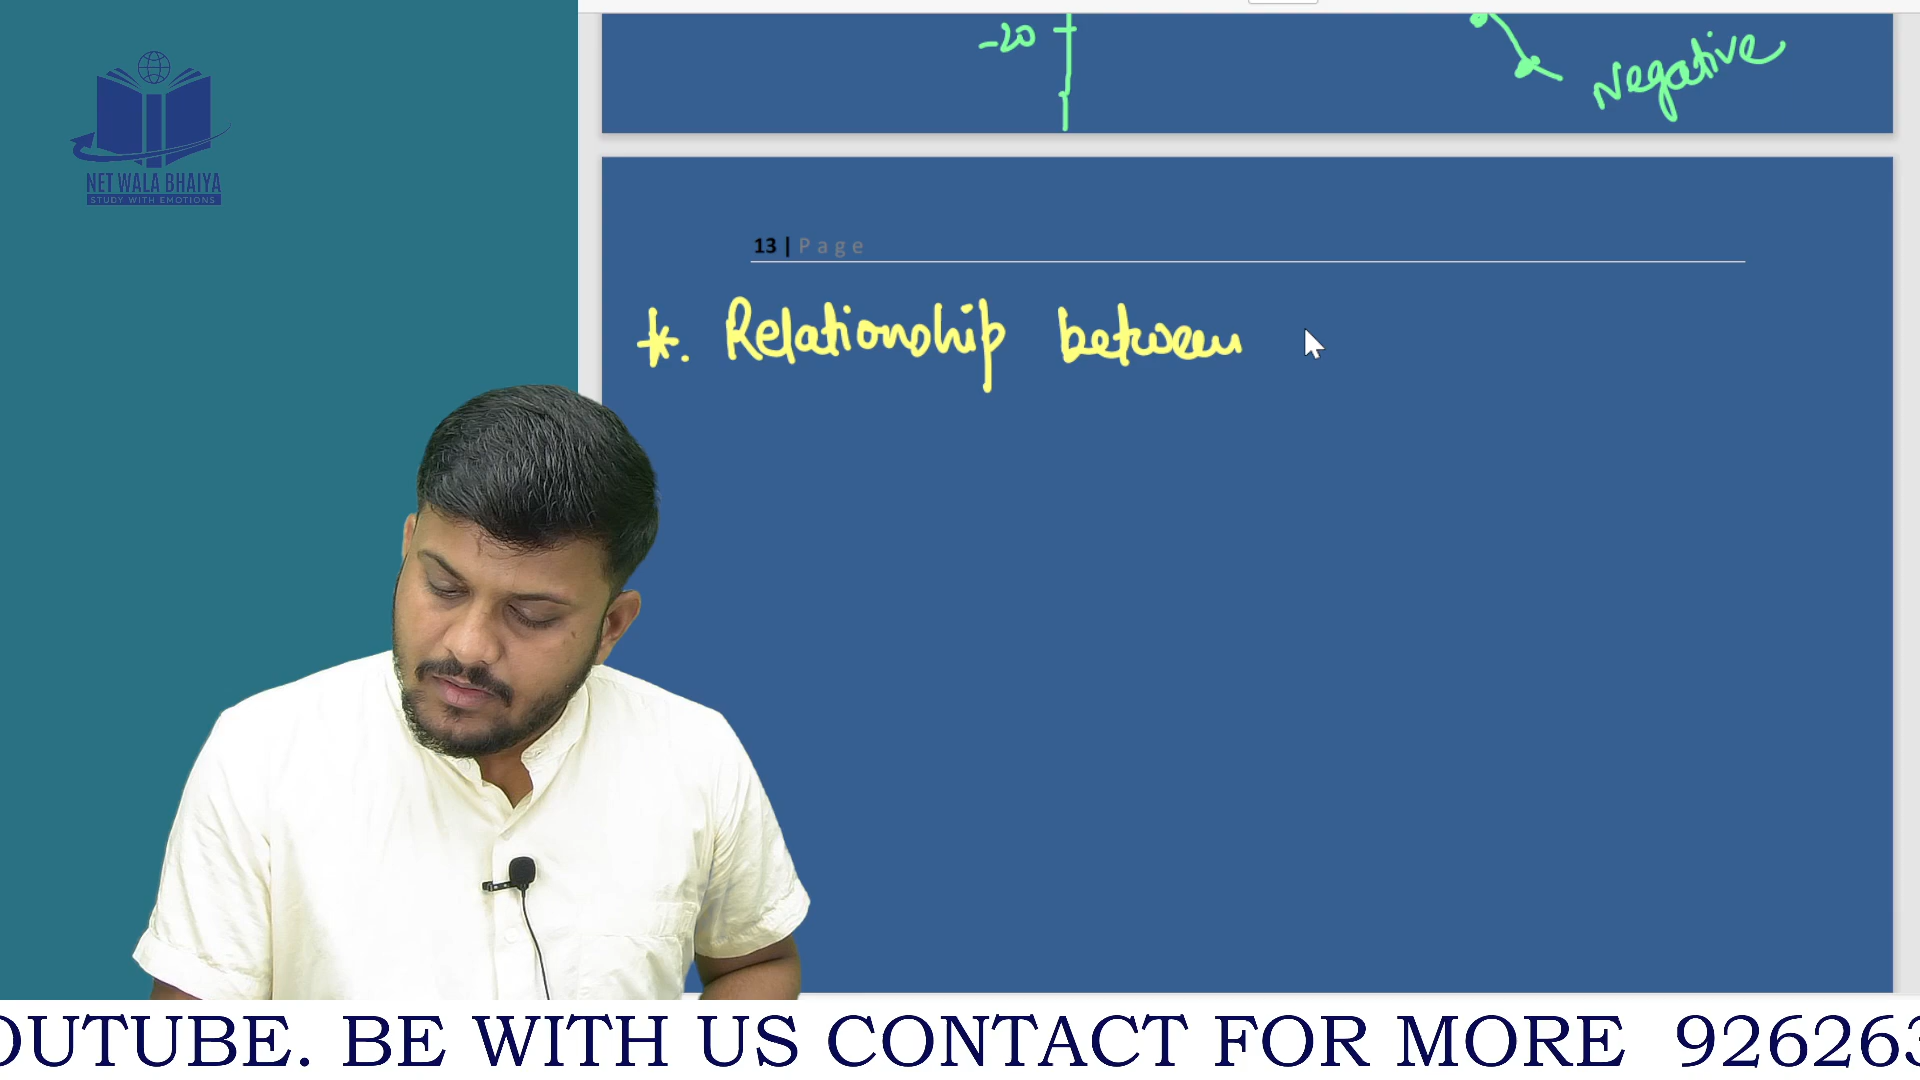 -20
Negative
NET WALA BHAIYA
STUDY WITH EMOTIONS
13 | Page
*. Relationship between
OUTUBE. BE WITH US CONTACT FOR MORE 92626